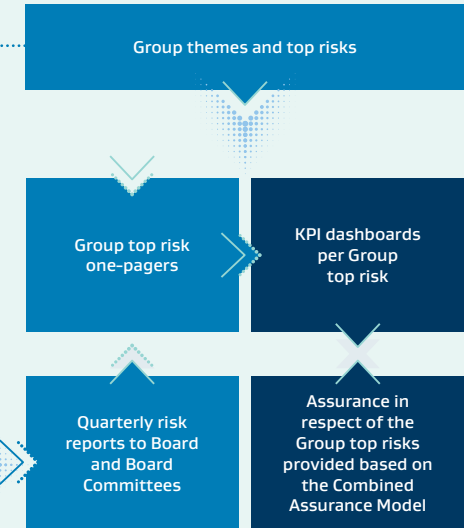 Group themes and top risks
Group top risk
one-pagers
KPI dashboards
per Group
top risk
Quarterly risk
reports to Board
and Board
Committees
Assurance in
respect of the
Group top risks
provided based on
the Combined
Assurance Model